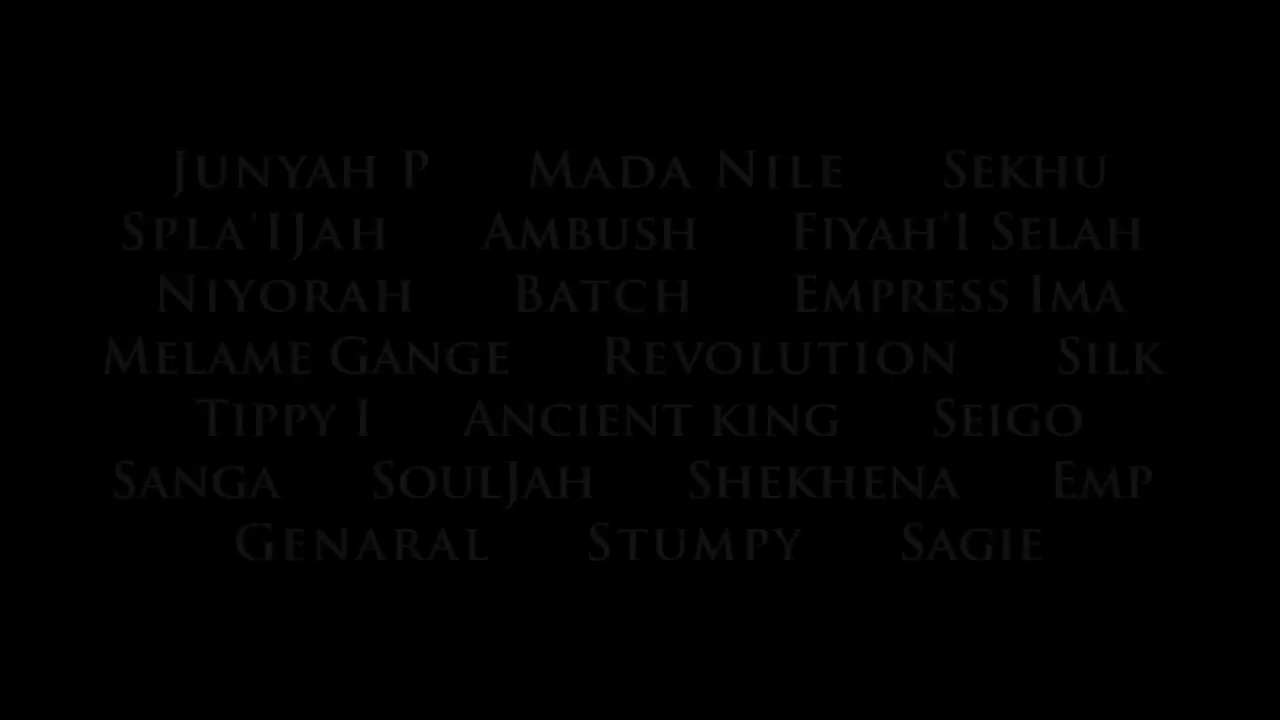 Junyah P Mada Nile Sekhu
Spla'IJah Ambush Fiyah'I Selah
Niyorah Batch Empress Ima
Melame Gange Revolution Silk
Tippy I Ancient king Seigo
Sanga SoulJah Shekhena Emp
Genaral Stumpy Sagie